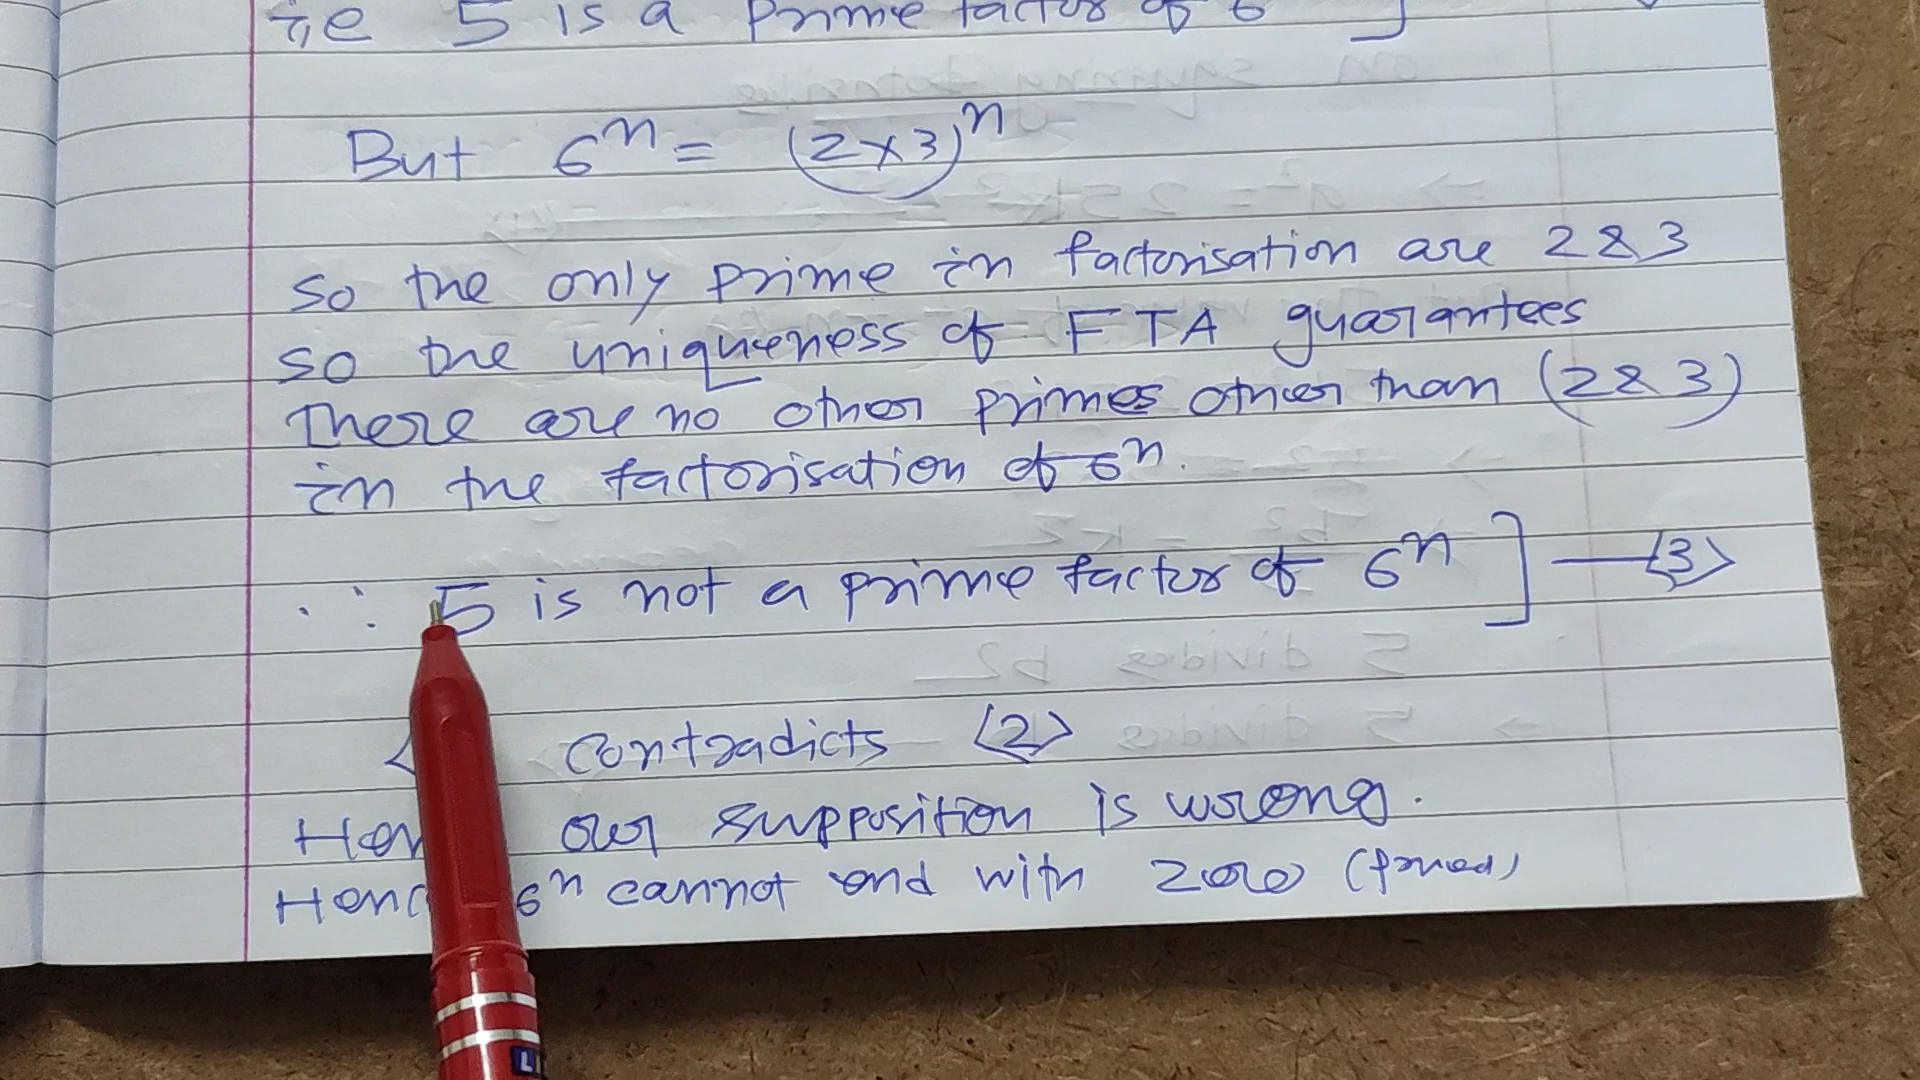 i,e 5 is a prime factor of 6 ]
But 6ⁿ = (2×3)ⁿ
So the only prime in factorisation are 2 & 3
So the uniqueness of FTA guarantees
There are no other primes other than (2 & 3)
in the factorisation of 6ⁿ.
∴ 5 is not a prime factor of 6ⁿ ] — <3>
contradicts <2>
our supposition is wrong.
6ⁿ cannot end with zero (proved)